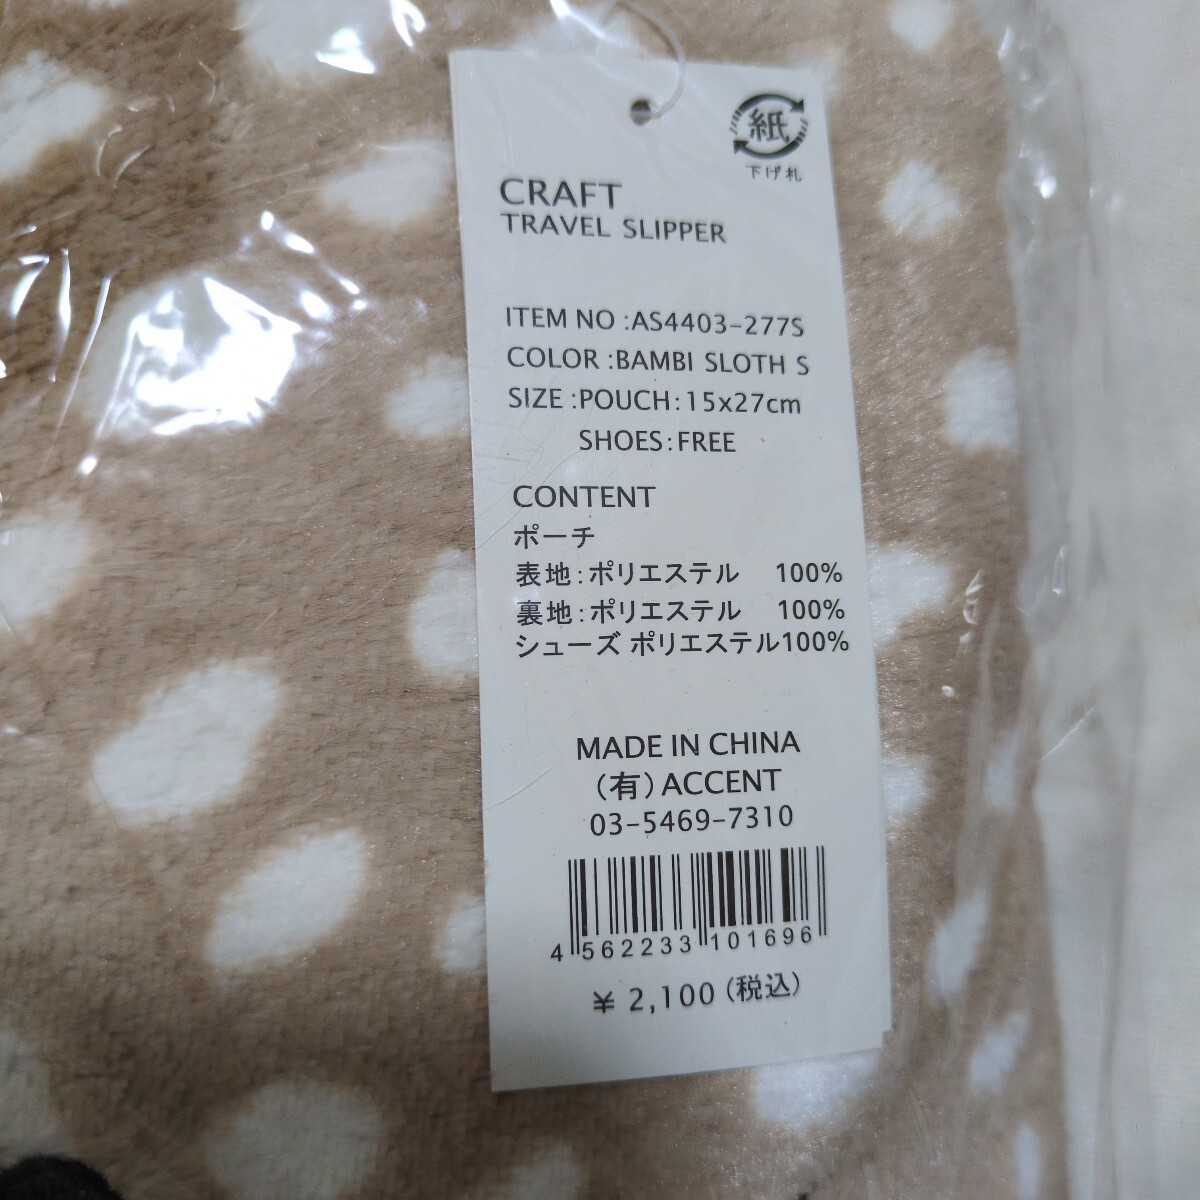 紙
下げ札
CRAFT
TRAVEL SLIPPER
ITEM NO :AS4403-277S
COLOR :BAMBI SLOTH S
SIZE :POUCH:15x27cm
SHOES:FREE
CONTENT
ポーチ
表地:ポリエステル 100%
裏地:ポリエステル 100%
シューズ ポリエステル100%
MADE IN CHINA
(有)ACCENT
03-5469-7310
4 562233 101696
¥ 2,100 (税込)